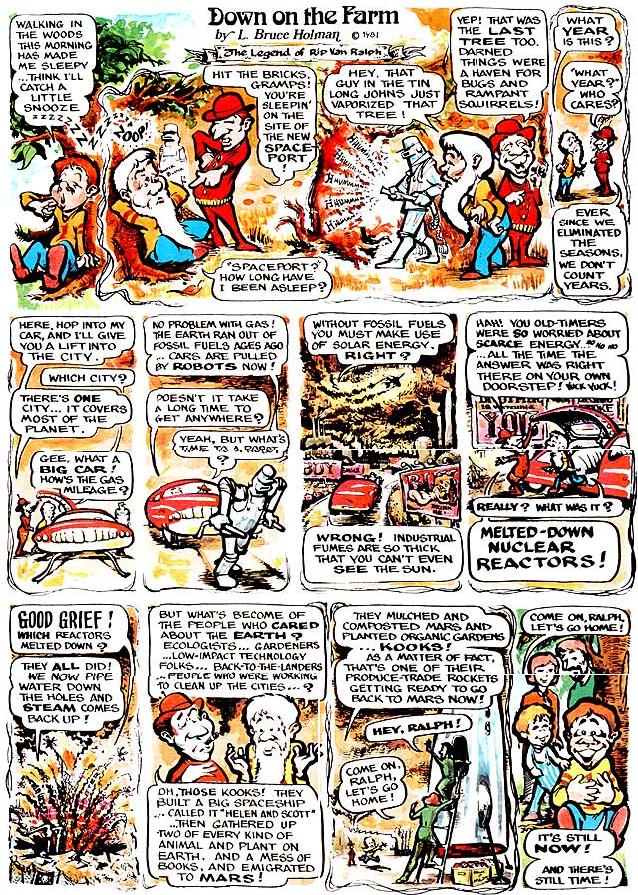 Down on the Farm
by L. Bruce Holman © 1981
The Legend of Rip Van Ralph
WALKING IN
THE WOODS
THIS MORNING
HAS MADE
ME SLEEPY
...THINK I'LL
CATCH A
LITTLE
SNOOZE
ZZZZZ
POOF!
HIT THE BRICKS,
GRAMPS!
YOU'RE
SLEEPIN'
ON THE
SITE OF
THE NEW
SPACE-
PORT
!
"SPACEPORT?"
HOW LONG HAVE
I BEEN ASLEEP?
HEY, THAT
GUY IN THE TIN
LONG JOHNS JUST
VAPORIZED THAT
TREE!
YEP! THAT WAS
THE LAST
TREE TOO.
DARNED
THINGS WERE
A HAVEN FOR
BUGS AND
RAMPANT
SQUIRRELS!
WHAT
YEAR
IS THIS?
"WHAT
YEAR?"
WHO
CARES?
EVER
SINCE WE
ELIMINATED
THE
SEASONS,
WE DON'T
COUNT
YEARS.
HERE, HOP INTO MY
CAR, AND I'LL GIVE
YOU A LIFT INTO
THE CITY.
WHICH CITY?
THERE'S ONE
CITY... IT COVERS
MOST OF THE
PLANET.
GEE, WHAT A
BIG CAR!
HOW'S THE GAS
MILEAGE?
NO PROBLEM WITH GAS!
THE EARTH RAN OUT OF
FOSSIL FUELS AGES AGO
... CARS ARE PULLED
BY ROBOTS NOW!
DOESN'T IT TAKE
A LONG TIME TO
GET ANYWHERE?
YEAH, BUT WHAT'S
TIME TO A ROBOT
?
WITHOUT FOSSIL FUELS
YOU MUST MAKE USE
OF SOLAR ENERGY,
RIGHT?
BUY
WRONG! INDUSTRIAL
FUMES ARE SO THICK
THAT YOU CAN'T EVEN
SEE THE SUN.
HAH! YOU OLD-TIMERS
WERE SO WORRIED ABOUT
SCARCE ENERGY...HO HO HO
...ALL THE TIME THE
ANSWER WAS RIGHT
THERE ON YOUR OWN
DOORSTEP! YUCK YUCK!
YOU
REALLY? WHAT WAS IT?
MELTED-DOWN
NUCLEAR
REACTORS!
GOOD GRIEF!
WHICH REACTORS
MELTED DOWN?
THEY ALL DID!
WE NOW PIPE
WATER DOWN
THE HOLES AND
STEAM COMES
BACK UP!
BUT WHAT'S BECOME OF
THE PEOPLE WHO CARED
ABOUT THE EARTH?
ECOLOGISTS... GARDENERS
...LOW-IMPACT TECHNOLOGY
FOLKS... BACK-TO-THE-LANDERS
...PEOPLE WHO WERE WORKING
TO CLEAN UP THE CITIES...?
OH, THOSE KOOKS! THEY
BUILT A BIG SPACESHIP
... CALLED IT "HELEN AND SCOTT"
...THEN GATHERED UP
TWO OF EVERY KIND OF
ANIMAL AND PLANT ON
EARTH, AND A MESS OF
BOOKS, AND EMIGRATED
TO MARS!
THEY MULCHED AND
COMPOSTED MARS AND
PLANTED ORGANIC GARDENS
...KOOKS!
AS A MATTER OF FACT,
THAT'S ONE OF THEIR
PRODUCE-TRADE ROCKETS
GETTING READY TO GO
BACK TO MARS NOW!
HEY, RALPH!
COME ON,
RALPH,
LET'S GO
HOME!
COME ON, RALPH,
LET'S GO HOME!
IT'S STILL
NOW!
AND THERE'S
STILL TIME!